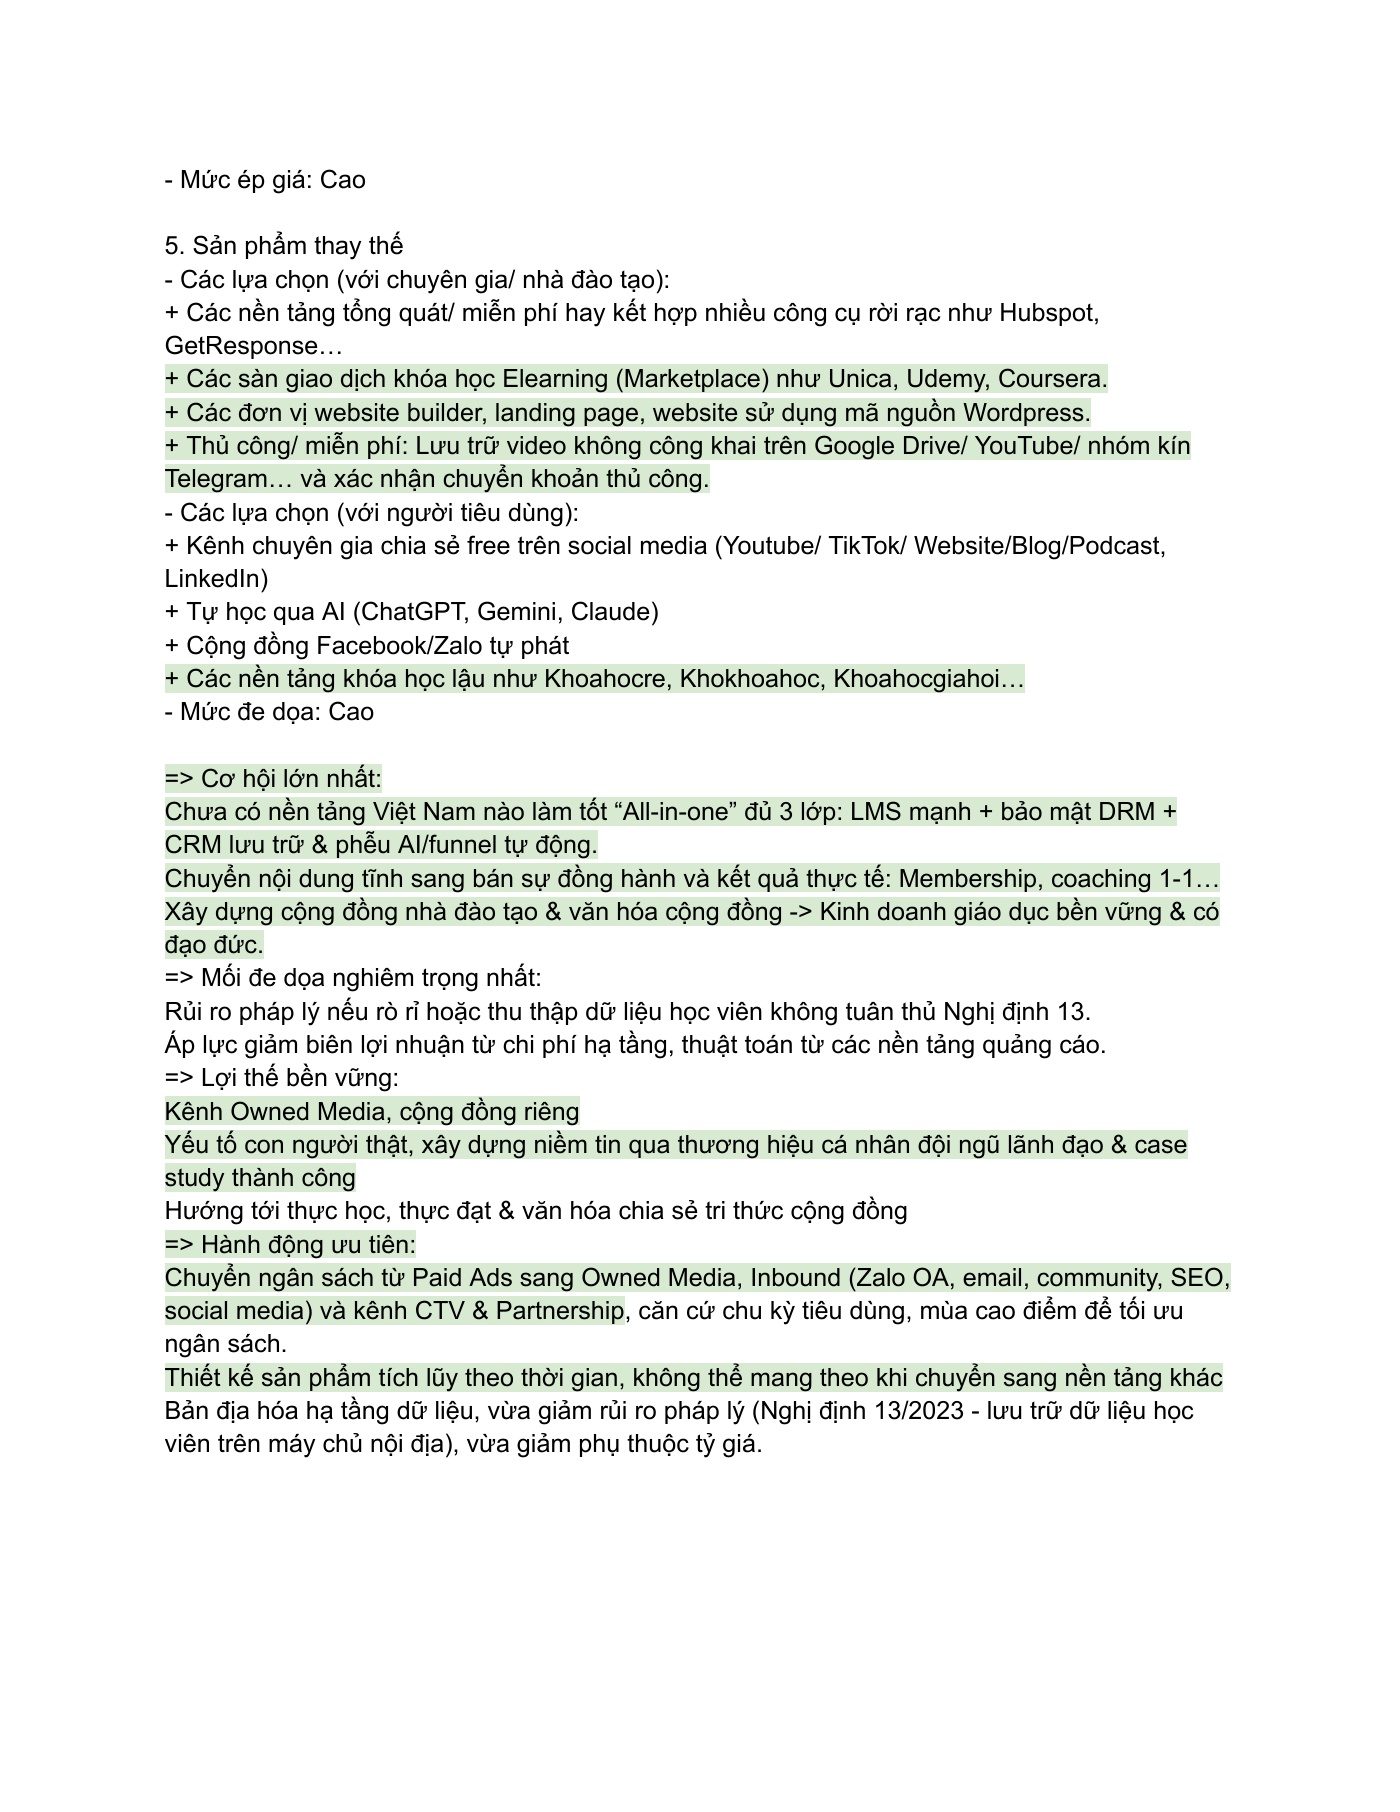 - Mức ép giá: Cao
5. Sản phẩm thay thế
- Các lựa chọn (với chuyên gia/ nhà đào tạo):
+ Các nền tảng tổng quát/ miễn phí hay kết hợp nhiều công cụ rời rạc như Hubspot,
GetResponse…
+ Các sàn giao dịch khóa học Elearning (Marketplace) như Unica, Udemy, Coursera.
+ Các đơn vị website builder, landing page, website sử dụng mã nguồn Wordpress.
+ Thủ công/ miễn phí: Lưu trữ video không công khai trên Google Drive/ YouTube/ nhóm kín
Telegram… và xác nhận chuyển khoản thủ công.
- Các lựa chọn (với người tiêu dùng):
+ Kênh chuyên gia chia sẻ free trên social media (Youtube/ TikTok/ Website/Blog/Podcast,
LinkedIn)
+ Tự học qua AI (ChatGPT, Gemini, Claude)
+ Cộng đồng Facebook/Zalo tự phát
+ Các nền tảng khóa học lậu như Khoahocre, Khokhoahoc, Khoahocgiahoi…
- Mức đe dọa: Cao
=> Cơ hội lớn nhất:
Chưa có nền tảng Việt Nam nào làm tốt “All-in-one” đủ 3 lớp: LMS mạnh + bảo mật DRM +
CRM lưu trữ & phễu AI/funnel tự động.
Chuyển nội dung tĩnh sang bán sự đồng hành và kết quả thực tế: Membership, coaching 1-1…
Xây dựng cộng đồng nhà đào tạo & văn hóa cộng đồng -> Kinh doanh giáo dục bền vững & có
đạo đức.
=> Mối đe dọa nghiêm trọng nhất:
Rủi ro pháp lý nếu rò rỉ hoặc thu thập dữ liệu học viên không tuân thủ Nghị định 13.
Áp lực giảm biên lợi nhuận từ chi phí hạ tầng, thuật toán từ các nền tảng quảng cáo.
=> Lợi thế bền vững:
Kênh Owned Media, cộng đồng riêng
Yếu tố con người thật, xây dựng niềm tin qua thương hiệu cá nhân đội ngũ lãnh đạo & case
study thành công
Hướng tới thực học, thực đạt & văn hóa chia sẻ tri thức cộng đồng
=> Hành động ưu tiên:
Chuyển ngân sách từ Paid Ads sang Owned Media, Inbound (Zalo OA, email, community, SEO,
social media) và kênh CTV & Partnership, căn cứ chu kỳ tiêu dùng, mùa cao điểm để tối ưu
ngân sách.
Thiết kế sản phẩm tích lũy theo thời gian, không thể mang theo khi chuyển sang nền tảng khác
Bản địa hóa hạ tầng dữ liệu, vừa giảm rủi ro pháp lý (Nghị định 13/2023 - lưu trữ dữ liệu học
viên trên máy chủ nội địa), vừa giảm phụ thuộc tỷ giá.